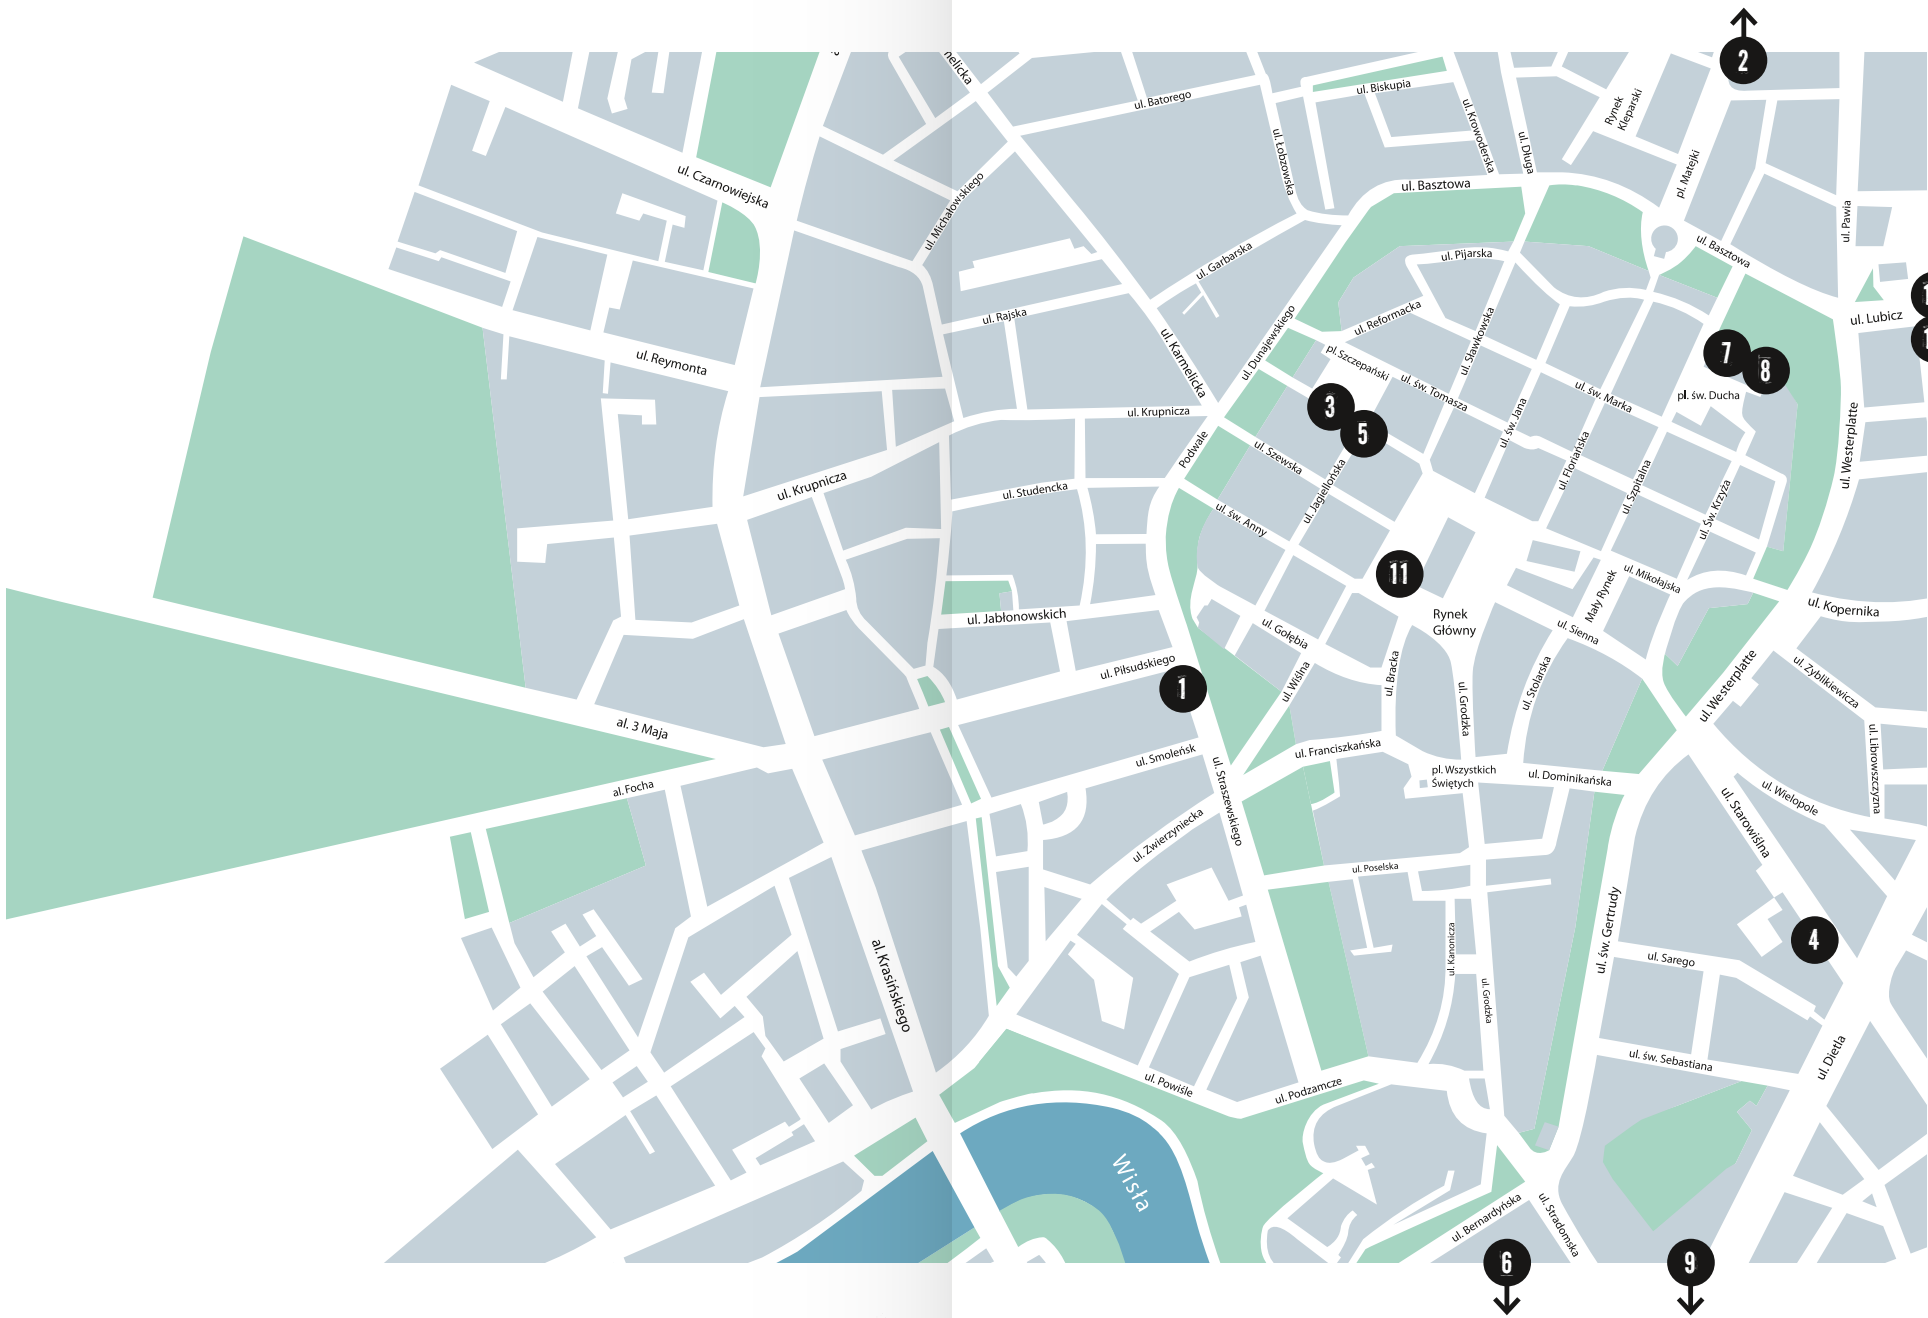 2
nelicka
ul. Batorego
ul. Biskupia
ul. Krowoderska
ul. Długa
Rynek
Kleparski
ul. Łobzowska
pl. Matejki
ul. Czarnowiejska
ul. Michałowskiego
ul. Basztowa
ul. Pawia
ul. Garbarska
ul. Pijarska
ul. Basztowa
ul. Rajska
ul. Reformacka
ul. Lubicz
ul. Karmelicka
ul. Dunajewskiego
ul. Sławkowska
ul. Reymonta
pl. Szczepański
ul. św. Tomasza
ul. św. Marka
7
8
pl. św. Ducha
3
5
ul. Krupnicza
ul. św. Jana
ul. Floriańska
ul. Westerplatte
Podwale
ul. Szewska
ul. Krupnicza
ul. Studencka
ul. Jagiellońska
ul. Szpitalna
ul. Św. Krzyża
ul. św. Anny
11
ul. Mikołajska
Mały Rynek
ul. Kopernika
ul. Jabłonowskich
Rynek
Główny
ul. Gołębia
ul. Sienna
ul. Piłsudskiego
1
ul. Wiślna
ul. Bracka
ul. Grodzka
ul. Stolarska
ul. Westerplatte
ul. Zyblikiewicza
al. 3 Maja
ul. Smoleńsk
ul. Franciszkańska
ul. Librowszczyzna
al. Focha
ul. Straszewskiego
pl. Wszystkich
Świętych
ul. Dominikańska
ul. Wielopole
ul. Starowiślna
ul. Zwierzyniecka
ul. Poselska
al. Krasińskiego
ul. Kanonicza
ul. św. Gertrudy
4
ul. Sarego
ul. Grodzka
ul. św. Sebastiana
ul. Dietla
ul. Powiśle
ul. Podzamcze
Wisła
ul. Bernardyńska
ul. Stradomska
6
9